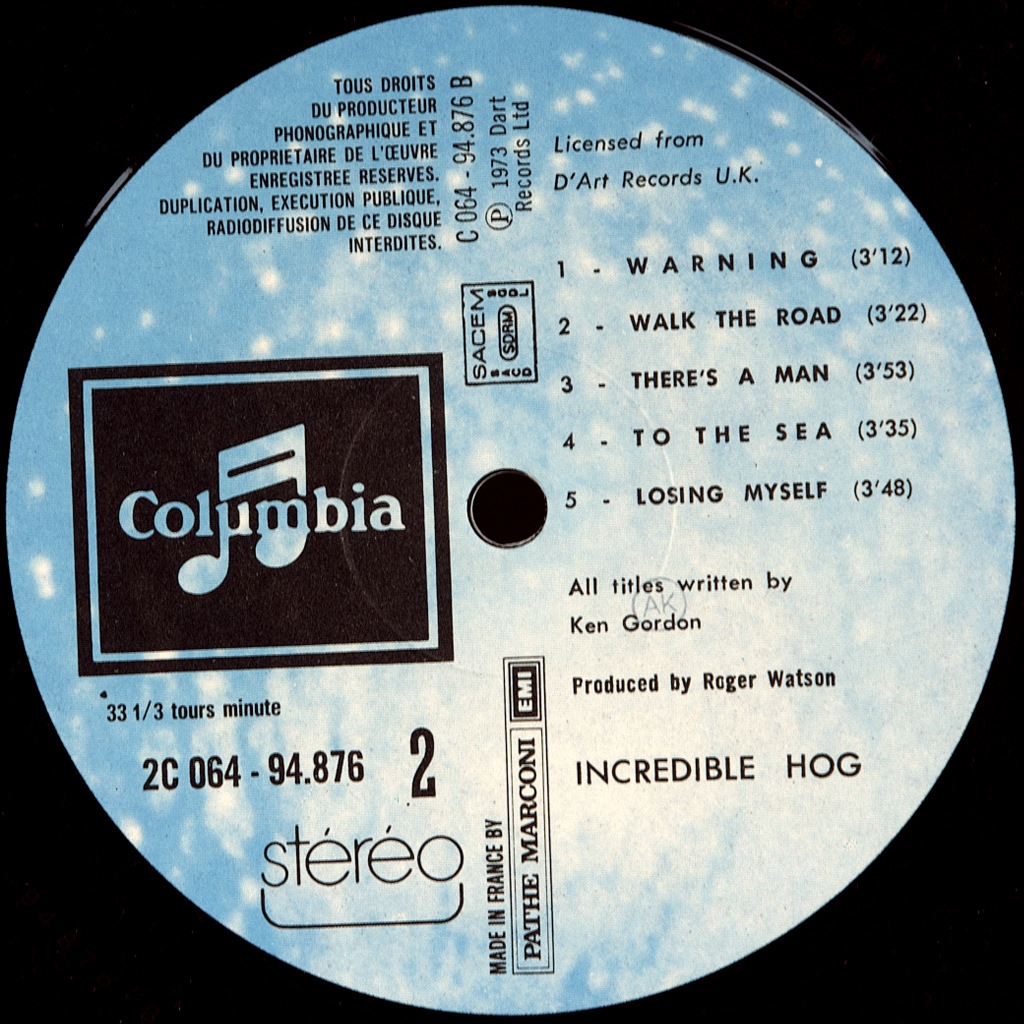 TOUS DROITS
DU PRODUCTEUR
PHONOGRAPHIQUE ET
DU PROPRIETAIRE DE L'ŒUVRE
ENREGISTREE RESERVES.
DUPLICATION, EXECUTION PUBLIQUE,
RADIODIFFUSION DE CE DISQUE
INTERDITES.
C 064 - 94.876 B
Ⓟ 1973 Dart
Records Ltd
Licensed from
D'Art Records U.K.
SACEM
SDRM
SACD
SGDL
1 - WARNING (3'12)
2 - WALK THE ROAD (3'22)
3 - THERE'S A MAN (3'53)
4 - TO THE SEA (3'35)
5 - LOSING MYSELF (3'48)
Columbia
All titles written by
AK
Ken Gordon
Produced by Roger Watson
INCREDIBLE HOG
33 1/3 tours minute
2C 064 - 94.876 2
stéréo
MADE IN FRANCE BY
PATHE MARCONI EMI